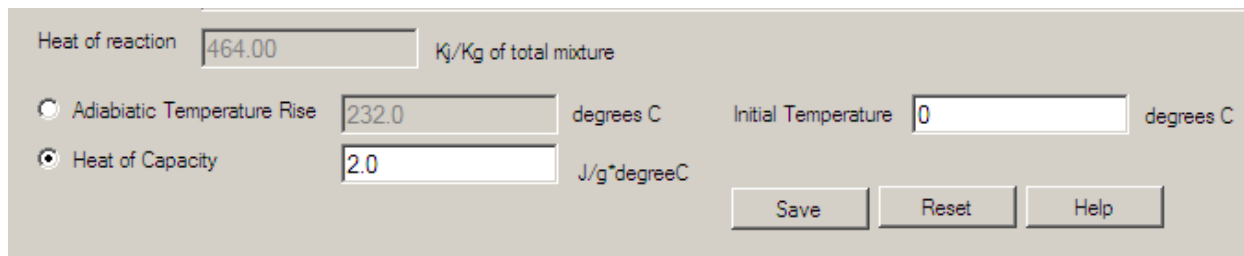 Heat of reaction 464.00 Kj/Kg of total mixture
Adiabiatic Temperature Rise 232.0 degrees C Initial Temperature 0 degrees C
Heat of Capacity 2.0 J/g*degreeC
Save Reset Help